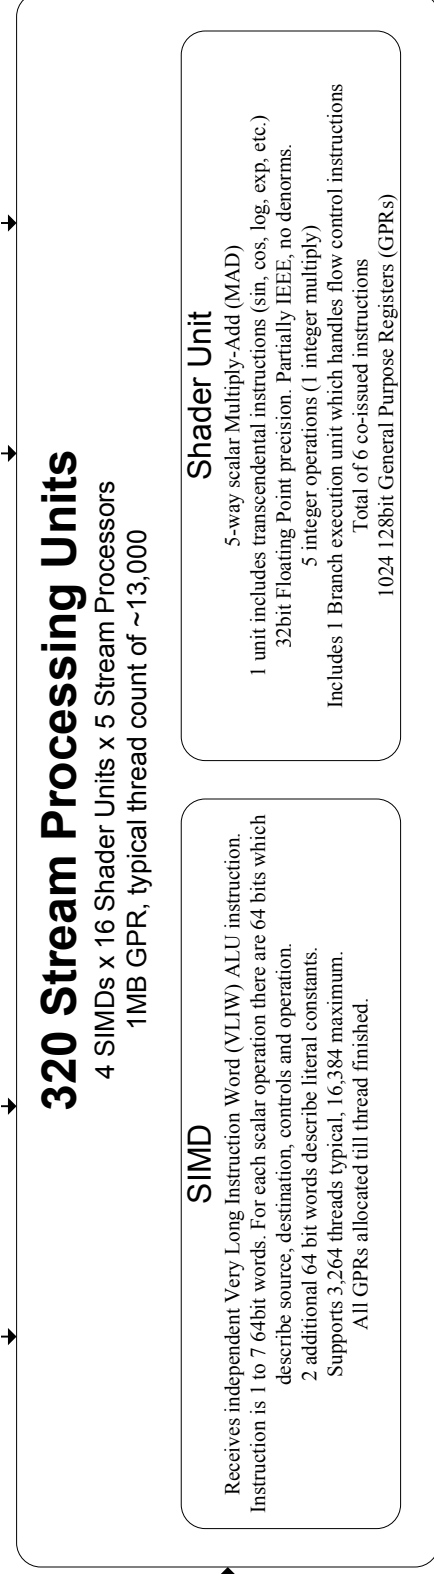 320 Stream Processing Units
4 SIMDs x 16 Shader Units x 5 Stream Processors
1MB GPR, typical thread count of ~13,000
SIMD
Receives independent Very Long Instruction Word (VLIW) ALU instruction.
Instruction is 1 to 7 64bit words. For each scalar operation there are 64 bits which
describe source, destination, controls and operation.
2 additional 64 bit words describe literal constants.
Supports 3,264 threads typical, 16,384 maximum.
All GPRs allocated till thread finished.
Shader Unit
5-way scalar Multiply-Add (MAD)
1 unit includes transcendental instructions (sin, cos, log, exp, etc.)
32bit Floating Point precision. Partially IEEE, no denorms.
5 integer operations (1 integer multiply)
Includes 1 Branch execution unit which handles flow control instructions
Total of 6 co-issued instructions
1024 128bit General Purpose Registers (GPRs)